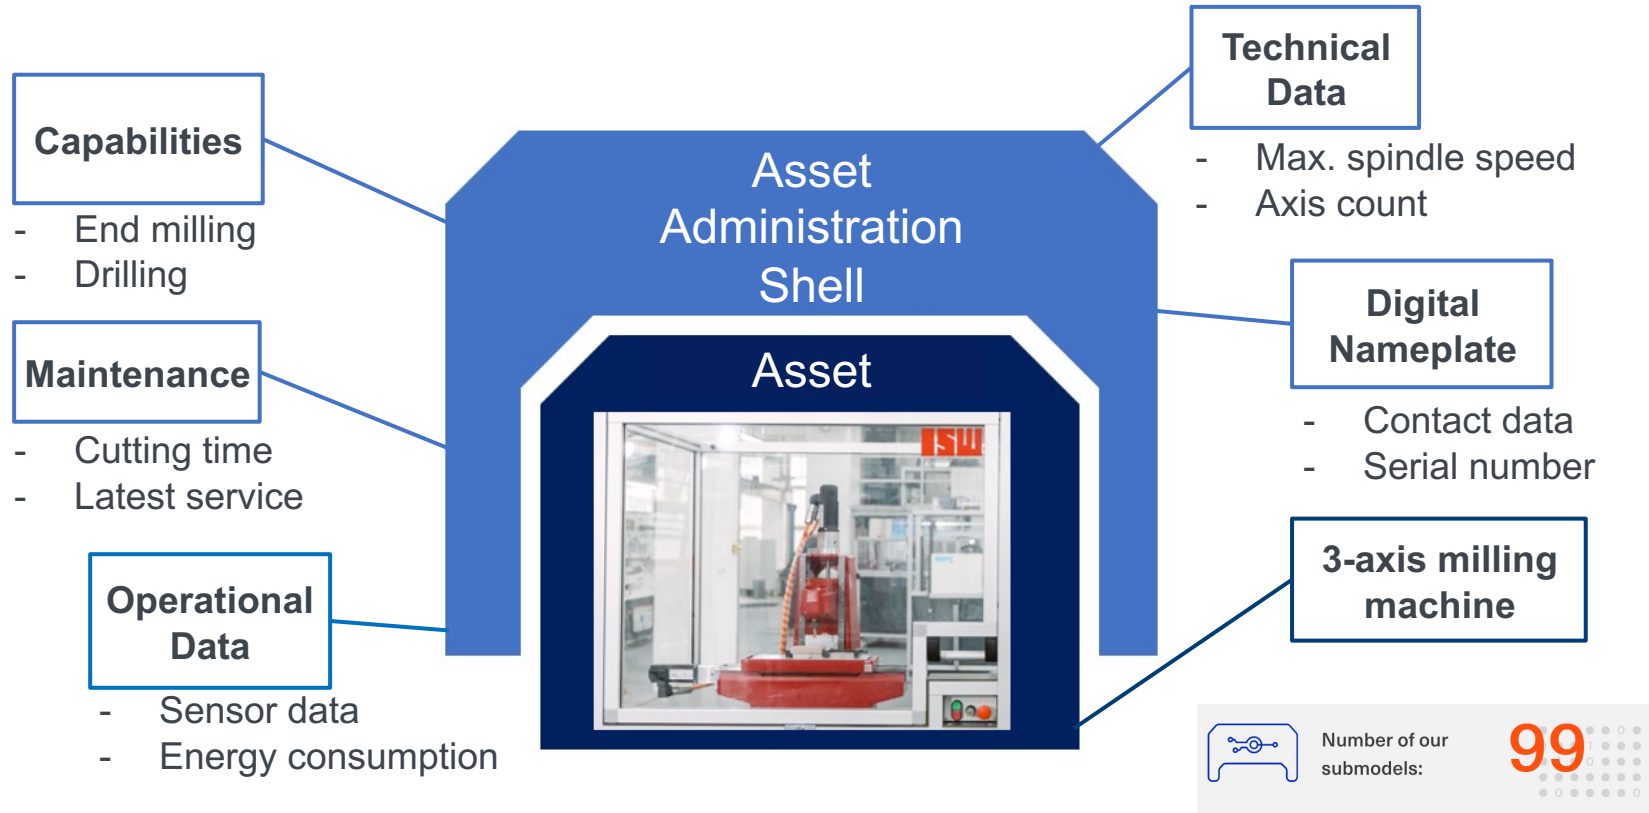 Capabilities
- End milling
- Drilling
Maintenance
- Cutting time
- Latest service
Operational
Data
- Sensor data
- Energy consumption
Asset
Administration
Shell
Asset
ISW
Technical
Data
- Max. spindle speed
- Axis count
Digital
Nameplate
- Contact data
- Serial number
3-axis milling
machine
Number of our
submodels:
99